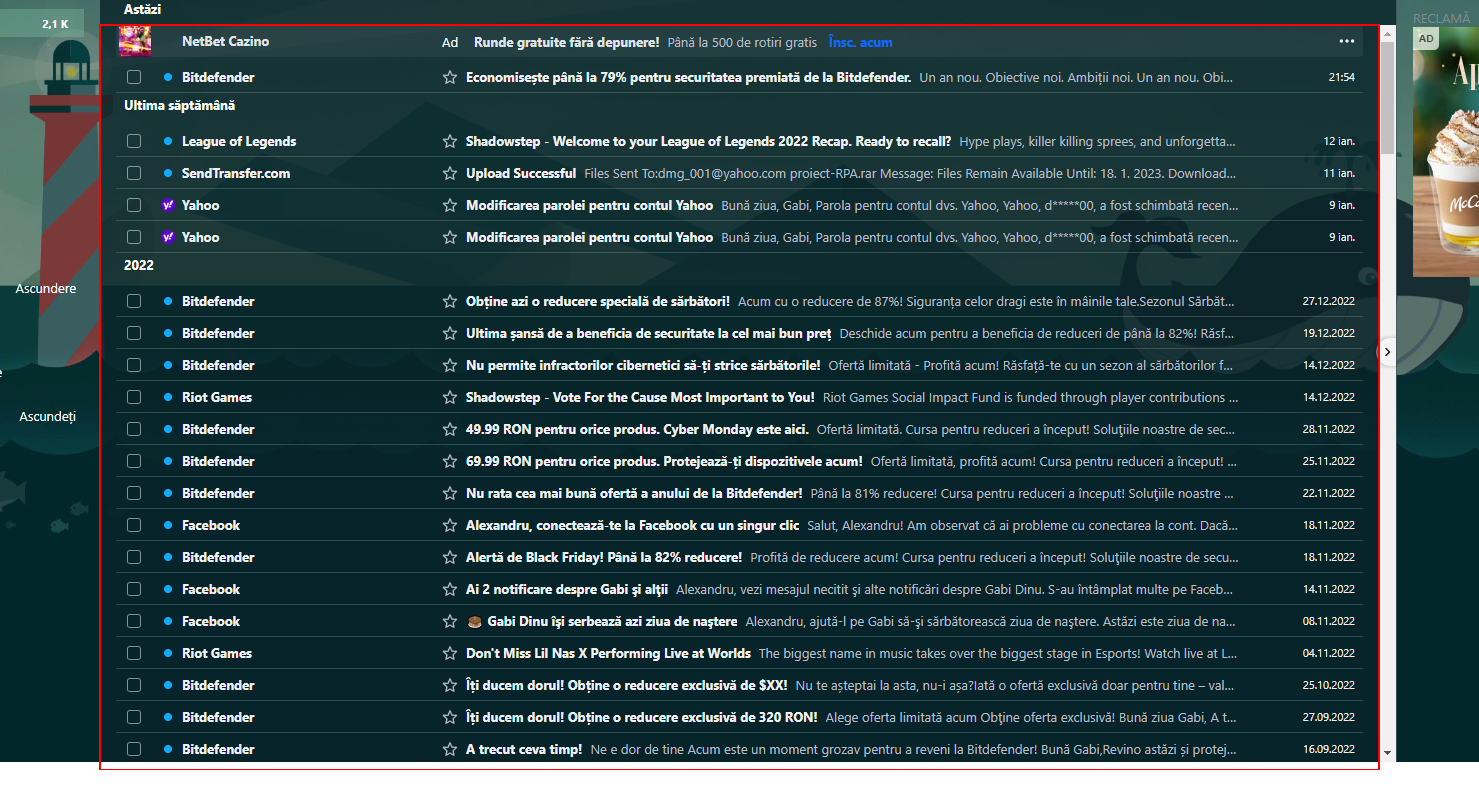 Astăzi
2,1 K
RECLAMĂ
AD
NetBet Cazino Ad Runde gratuite fără depunere! Până la 500 de rotiri gratis Însc. acum
Bitdefender Economisește până la 79% pentru securitatea premiată de la Bitdefender. Un an nou. Obiective noi. Ambiții noi. Un an nou. Obi... 21:54
Ultima săptămână
League of Legends Shadowstep - Welcome to your League of Legends 2022 Recap. Ready to recall? Hype plays, killer killing sprees, and unforgetta... 12 ian.
SendTransfer.com Upload Successful Files Sent To:dmg_001@yahoo.com proiect-RPA.rar Message: Files Remain Available Until: 18. 1. 2023. Download... 11 ian.
Yahoo Modificarea parolei pentru contul Yahoo Bună ziua, Gabi, Parola pentru contul dvs. Yahoo, Yahoo, d*****00, a fost schimbată recen... 9 ian.
Yahoo Modificarea parolei pentru contul Yahoo Bună ziua, Gabi, Parola pentru contul dvs. Yahoo, Yahoo, d*****00, a fost schimbată recen... 9 ian.
2022
Ascundere
Bitdefender Obține azi o reducere specială de sărbători! Acum cu o reducere de 87%! Siguranța celor dragi este în mâinile tale.Sezonul Sărbăt... 27.12.2022
Bitdefender Ultima șansă de a beneficia de securitate la cel mai bun preț Deschide acum pentru a beneficia de reduceri de până la 82%! Răsf... 19.12.2022
Bitdefender Nu permite infractorilor cibernetici să-ți strice sărbătorile! Ofertă limitată - Profită acum! Răsfață-te cu un sezon al sărbătorilor f... 14.12.2022
Riot Games Shadowstep - Vote For the Cause Most Important to You! Riot Games Social Impact Fund is funded through player contributions ... 14.12.2022
Ascundeți
Bitdefender 49.99 RON pentru orice produs. Cyber Monday este aici. Ofertă limitată. Cursa pentru reduceri a început! Soluţiile noastre de sec... 28.11.2022
Bitdefender 69.99 RON pentru orice produs. Protejează-ți dispozitivele acum! Ofertă limitată, profită acum! Cursa pentru reduceri a început! ... 25.11.2022
Bitdefender Nu rata cea mai bună ofertă a anului de la Bitdefender! Până la 81% reducere! Cursa pentru reduceri a început! Soluţiile noastre ... 22.11.2022
Facebook Alexandru, conectează-te la Facebook cu un singur clic Salut, Alexandru! Am observat că ai probleme cu conectarea la cont. Dacă... 18.11.2022
Bitdefender Alertă de Black Friday! Până la 82% reducere! Profită de reducere acum! Cursa pentru reduceri a început! Soluţiile noastre de secu... 18.11.2022
Facebook Ai 2 notificare despre Gabi şi alţii Alexandru, vezi mesajul necitit şi alte notificări despre Gabi Dinu. S-au întâmplat multe pe Faceb... 14.11.2022
Facebook Gabi Dinu îşi serbează azi ziua de naştere Alexandru, ajută-l pe Gabi să-şi sărbătorească ziua de naştere. Astăzi este ziua de na... 08.11.2022
Riot Games Don't Miss Lil Nas X Performing Live at Worlds The biggest name in music takes over the biggest stage in Esports! Watch live at L... 04.11.2022
Bitdefender Îți ducem dorul! Obține o reducere exclusivă de $XX! Nu te așteptai la asta, nu-i așa?Iată o ofertă exclusivă doar pentru tine – val... 25.10.2022
Bitdefender Îți ducem dorul! Obține o reducere exclusivă de 320 RON! Alege oferta limitată acum Obţine oferta exclusivă! Bună ziua Gabi, A t... 27.09.2022
Bitdefender A trecut ceva timp! Ne e dor de tine Acum este un moment grozav pentru a reveni la Bitdefender! Bună Gabi,Revino astăzi și protej... 16.09.2022